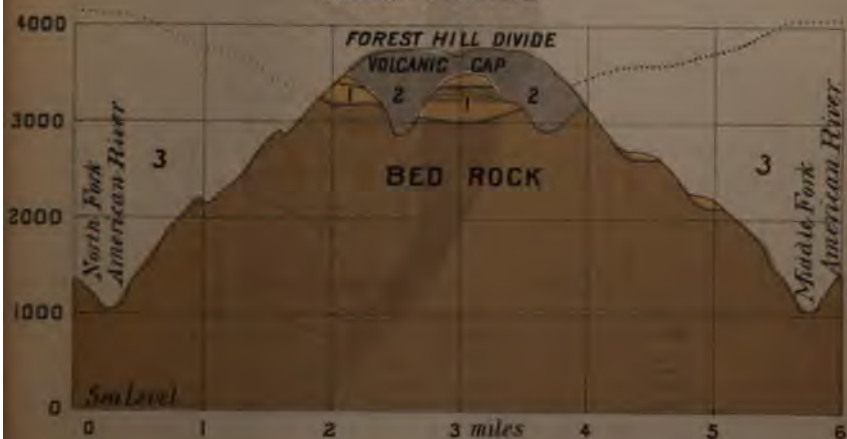 4000
FOREST HILL DIVIDE
VOLCANIC CAP
1 2 1 2
3000
3
3
BED ROCK
North Fork
American River
Middle Fork
American River
2000
1000
Sea Level
0
0 1 2 3 miles 4 5 6